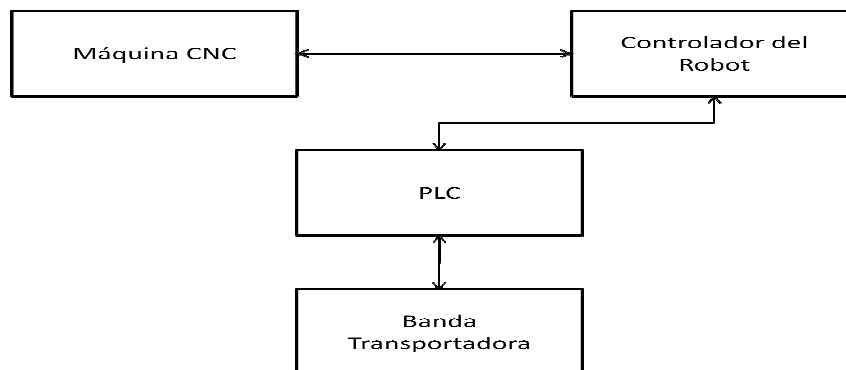 Máquina CNC
Controlador del
Robot
PLC
Banda
Transportadora